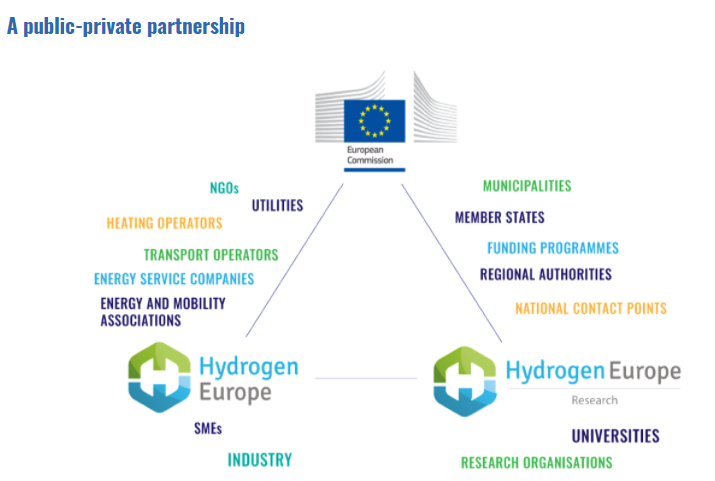 A public-private partnership
European
Commission
NGOs
UTILITIES
HEATING OPERATORS
TRANSPORT OPERATORS
ENERGY SERVICE COMPANIES
ENERGY AND MOBILITY
ASSOCIATIONS
MUNICIPALITIES
MEMBER STATES
FUNDING PROGRAMMES
REGIONAL AUTHORITIES
NATIONAL CONTACT POINTS
Hydrogen
Europe
SMEs
INDUSTRY
Hydrogen Europe
Research
UNIVERSITIES
RESEARCH ORGANISATIONS